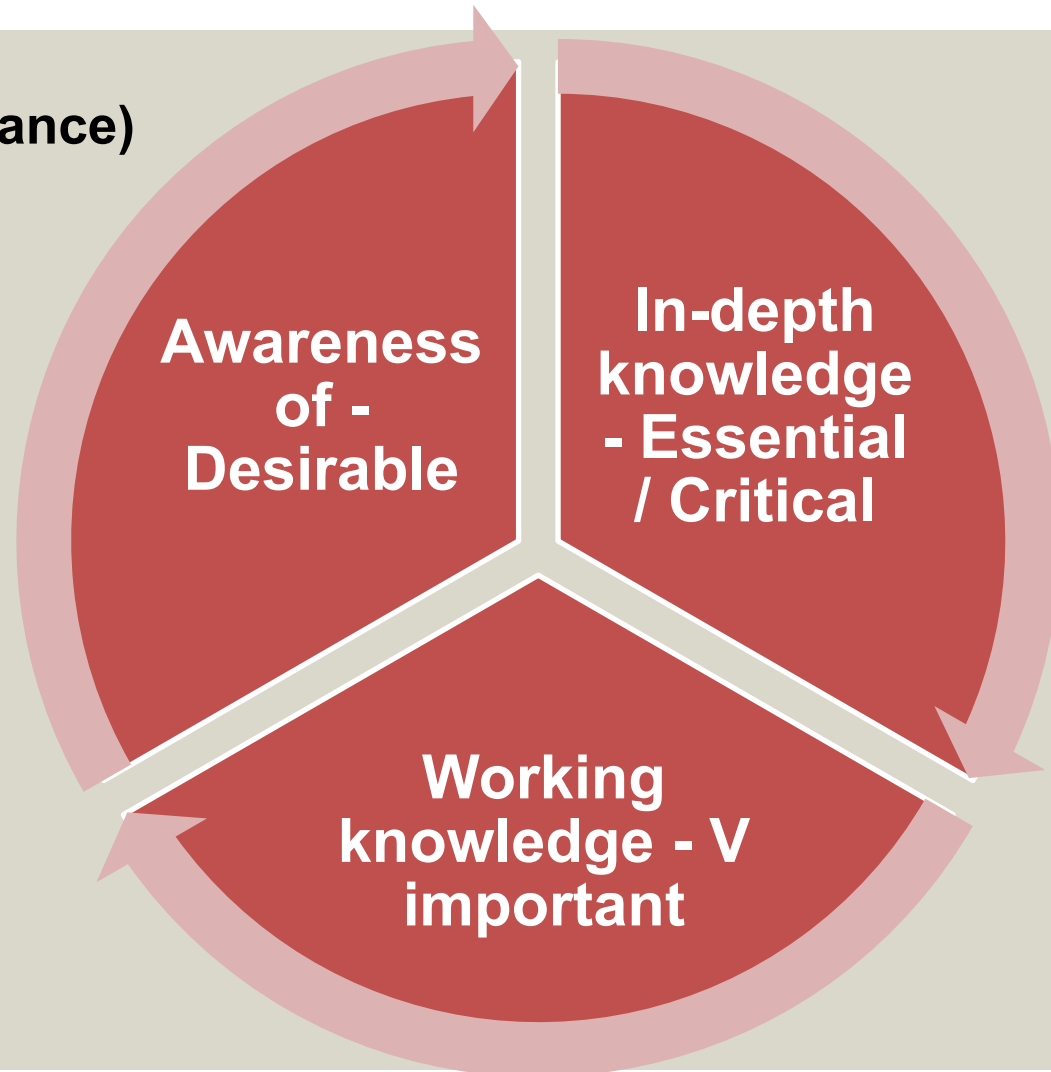 ance)
Awareness
of -
Desirable
In-depth
knowledge
- Essential
/ Critical
Working
knowledge - V
important